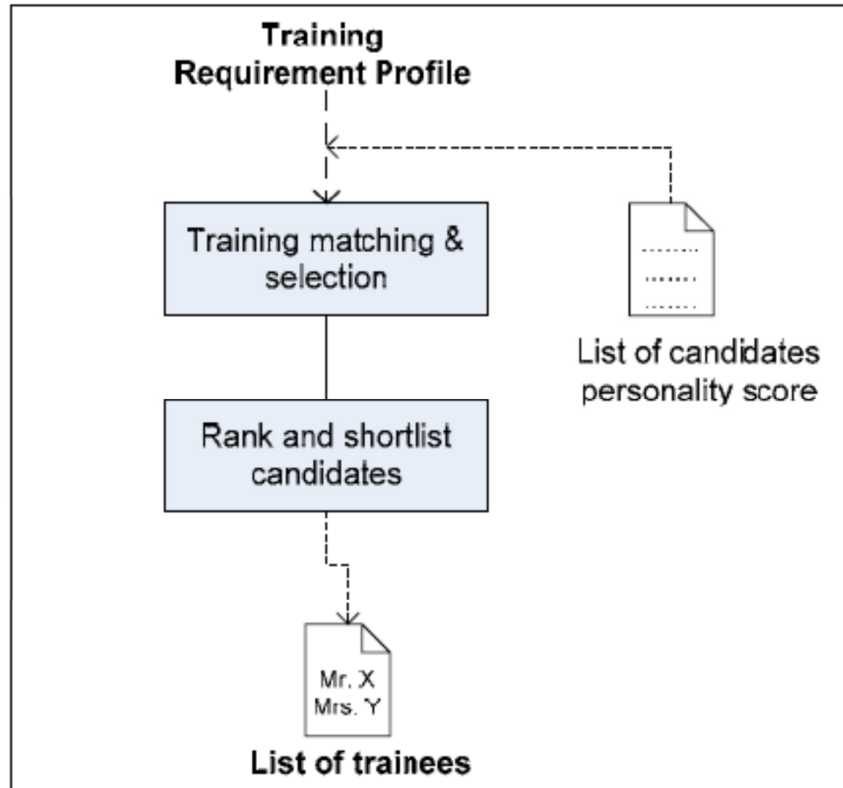 Training
Requirement Profile
Training matching &
selection
List of candidates
personality score
Rank and shortlist
candidates
Mr. X
Mrs. Y
List of trainees